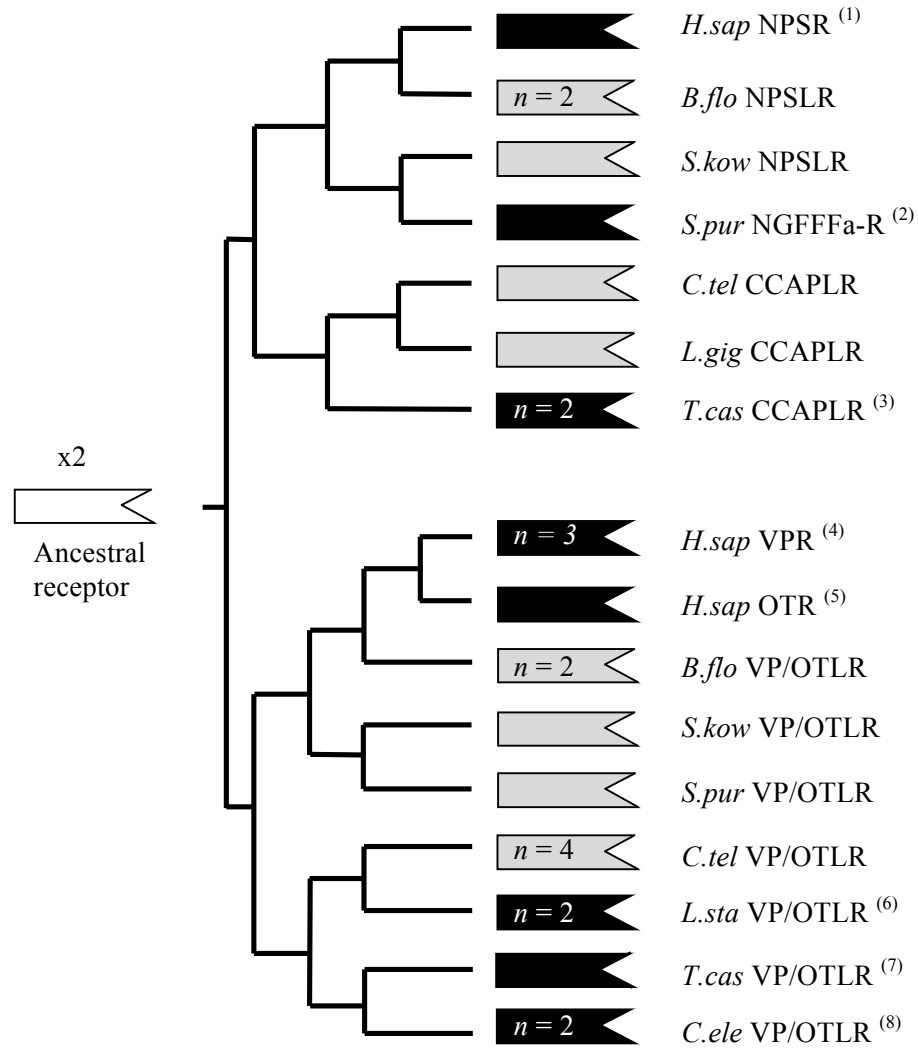 H.sap NPSR (1)
n = 2 B.flo NPSLR
S.kow NPSLR
S.pur NGFFFa-R (2)
C.tel CCAPLR
L.gig CCAPLR
n = 2 T.cas CCAPLR (3)
x2
Ancestral
receptor
n = 3 H.sap VPR (4)
H.sap OTR (5)
n = 2 B.flo VP/OTLR
S.kow VP/OTLR
S.pur VP/OTLR
n = 4 C.tel VP/OTLR
n = 2 L.sta VP/OTLR (6)
T.cas VP/OTLR (7)
n = 2 C.ele VP/OTLR (8)